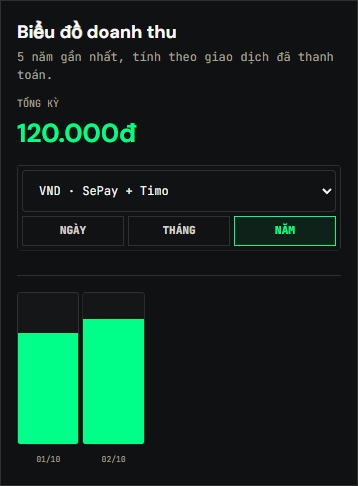 Biểu đồ doanh thu
5 năm gần nhất, tính theo giao dịch đã thanh
toán.
TỔNG KỲ
120.000đ
VND · SePay + Timo
NGÀY THÁNG NĂM
01/10 02/10